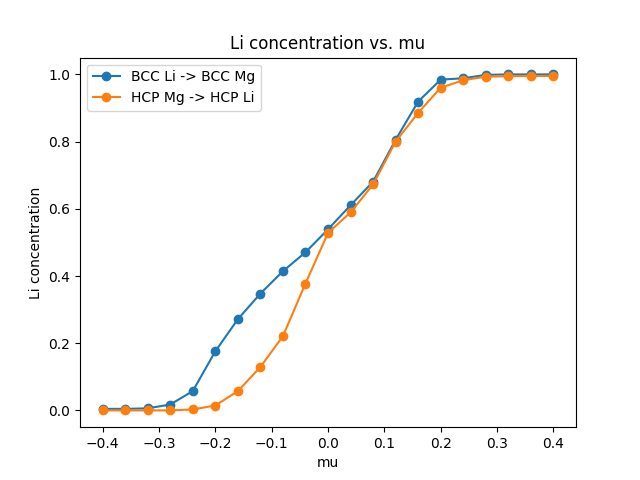 Li concentration vs. mu
BCC Li -> BCC Mg
HCP Mg -> HCP Li
Li concentration
1.0
0.8
0.6
0.4
0.2
0.0
−0.4 −0.3 −0.2 −0.1 0.0 0.1 0.2 0.3 0.4
mu